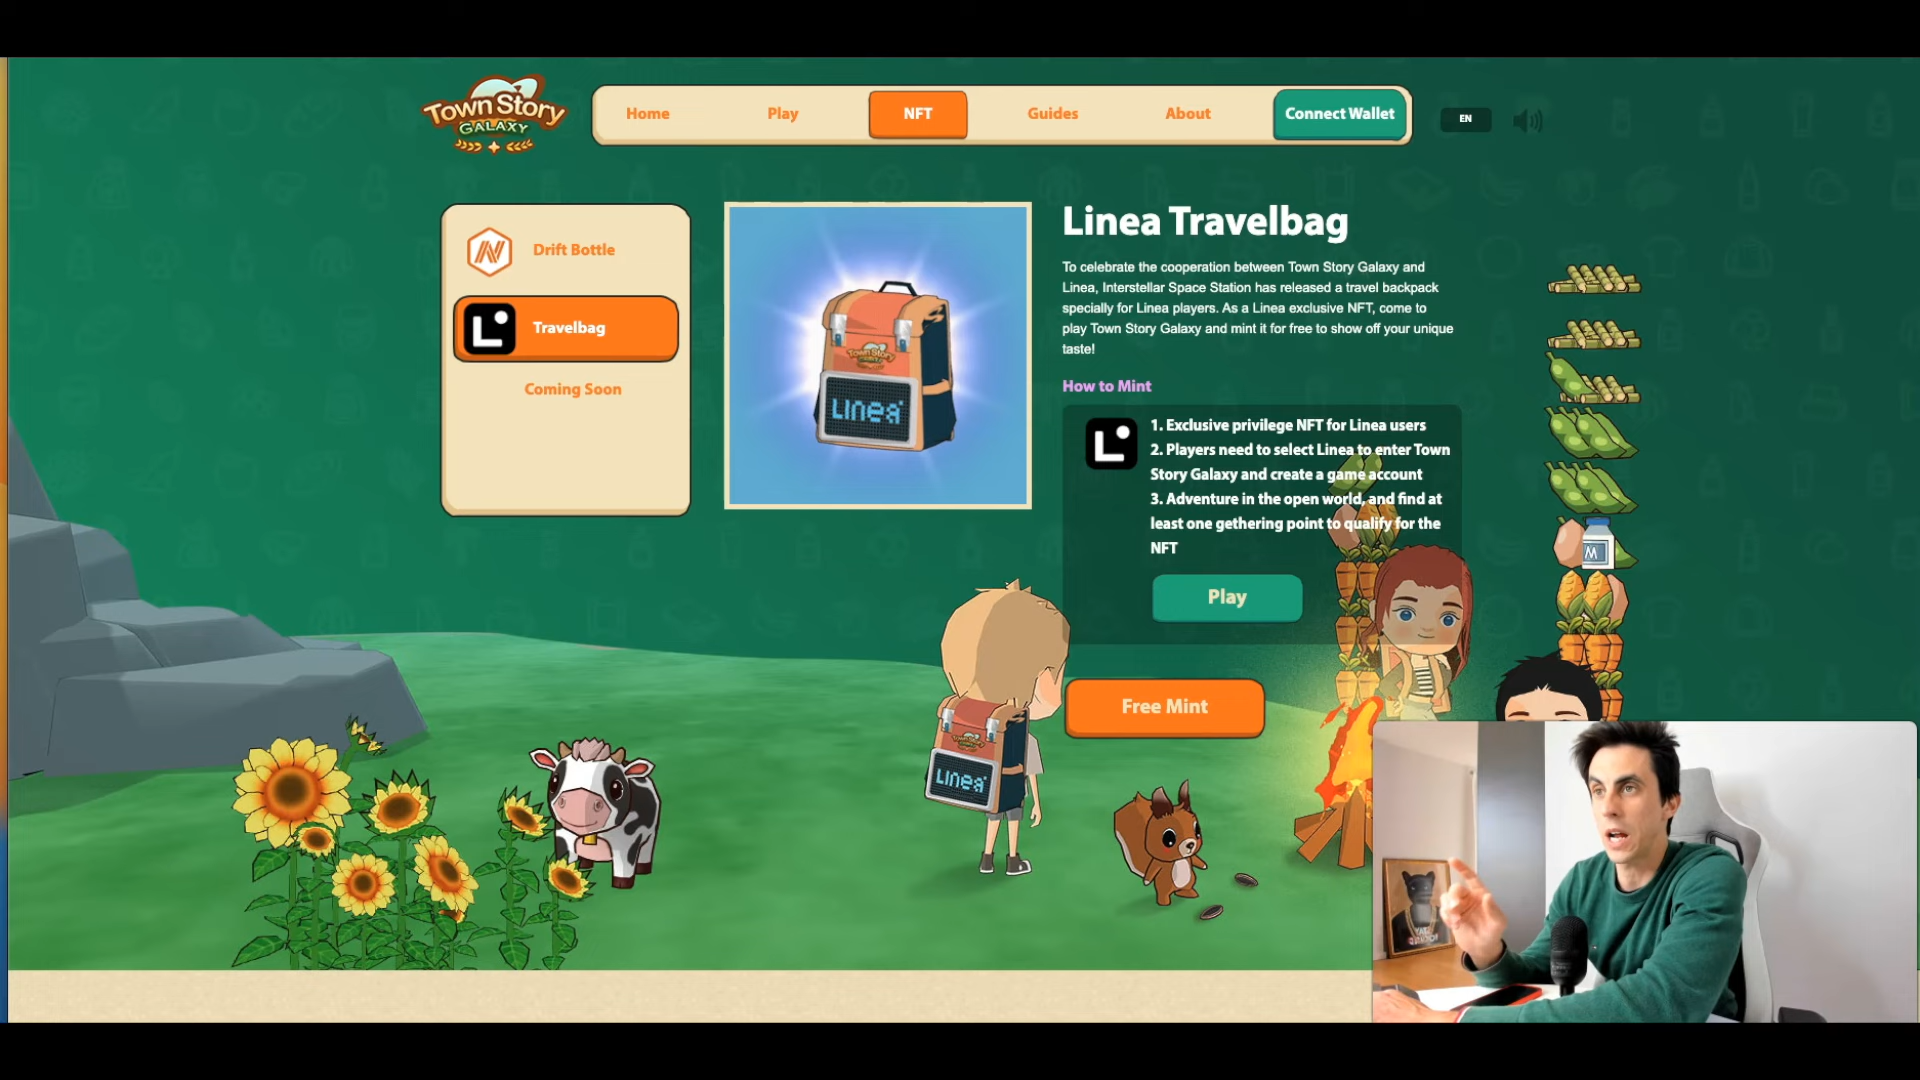 Town Story
GALAXY
Home
Play
NFT
Guides
About
Connect Wallet
EN
Drift Bottle
Travelbag
Coming Soon
Town Story
Linea
Linea Travelbag
To celebrate the cooperation between Town Story Galaxy and
Linea, Interstellar Space Station has released a travel backpack
specially for Linea players. As a Linea exclusive NFT, come to
play Town Story Galaxy and mint it for free to show off your unique
taste!
How to Mint
1. Exclusive privilege NFT for Linea users
2. Players need to select Linea to enter Town
Story Galaxy and create a game account
3. Adventure in the open world, and find at
least one gethering point to qualify for the
NFT
Play
Free Mint
Linea
M